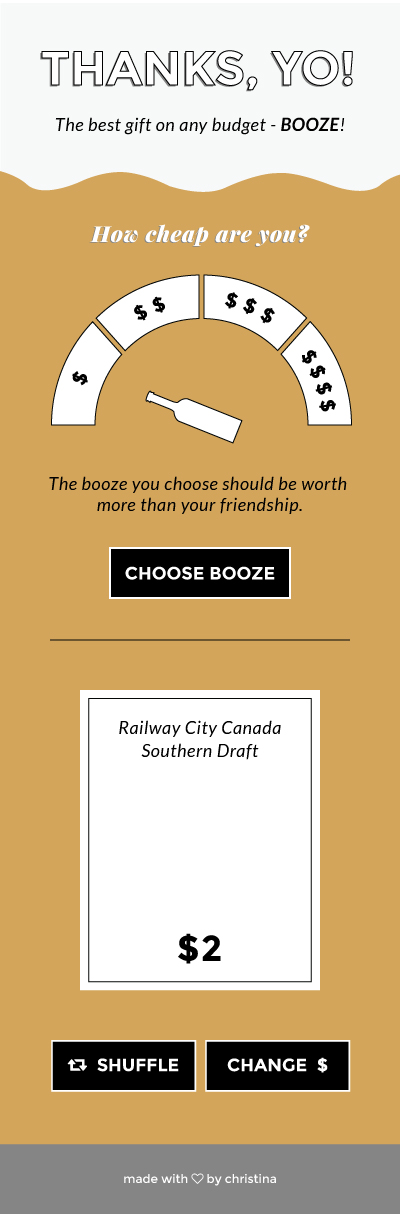 THANKS, YO!
The best gift on any budget - BOOZE!
How cheap are you?
$
$ $
$ $ $
$ $ $ $
The booze you choose should be worth
more than your friendship.
CHOOSE BOOZE
Railway City Canada
Southern Draft
$2
SHUFFLE
CHANGE $
made with ♡ by christina